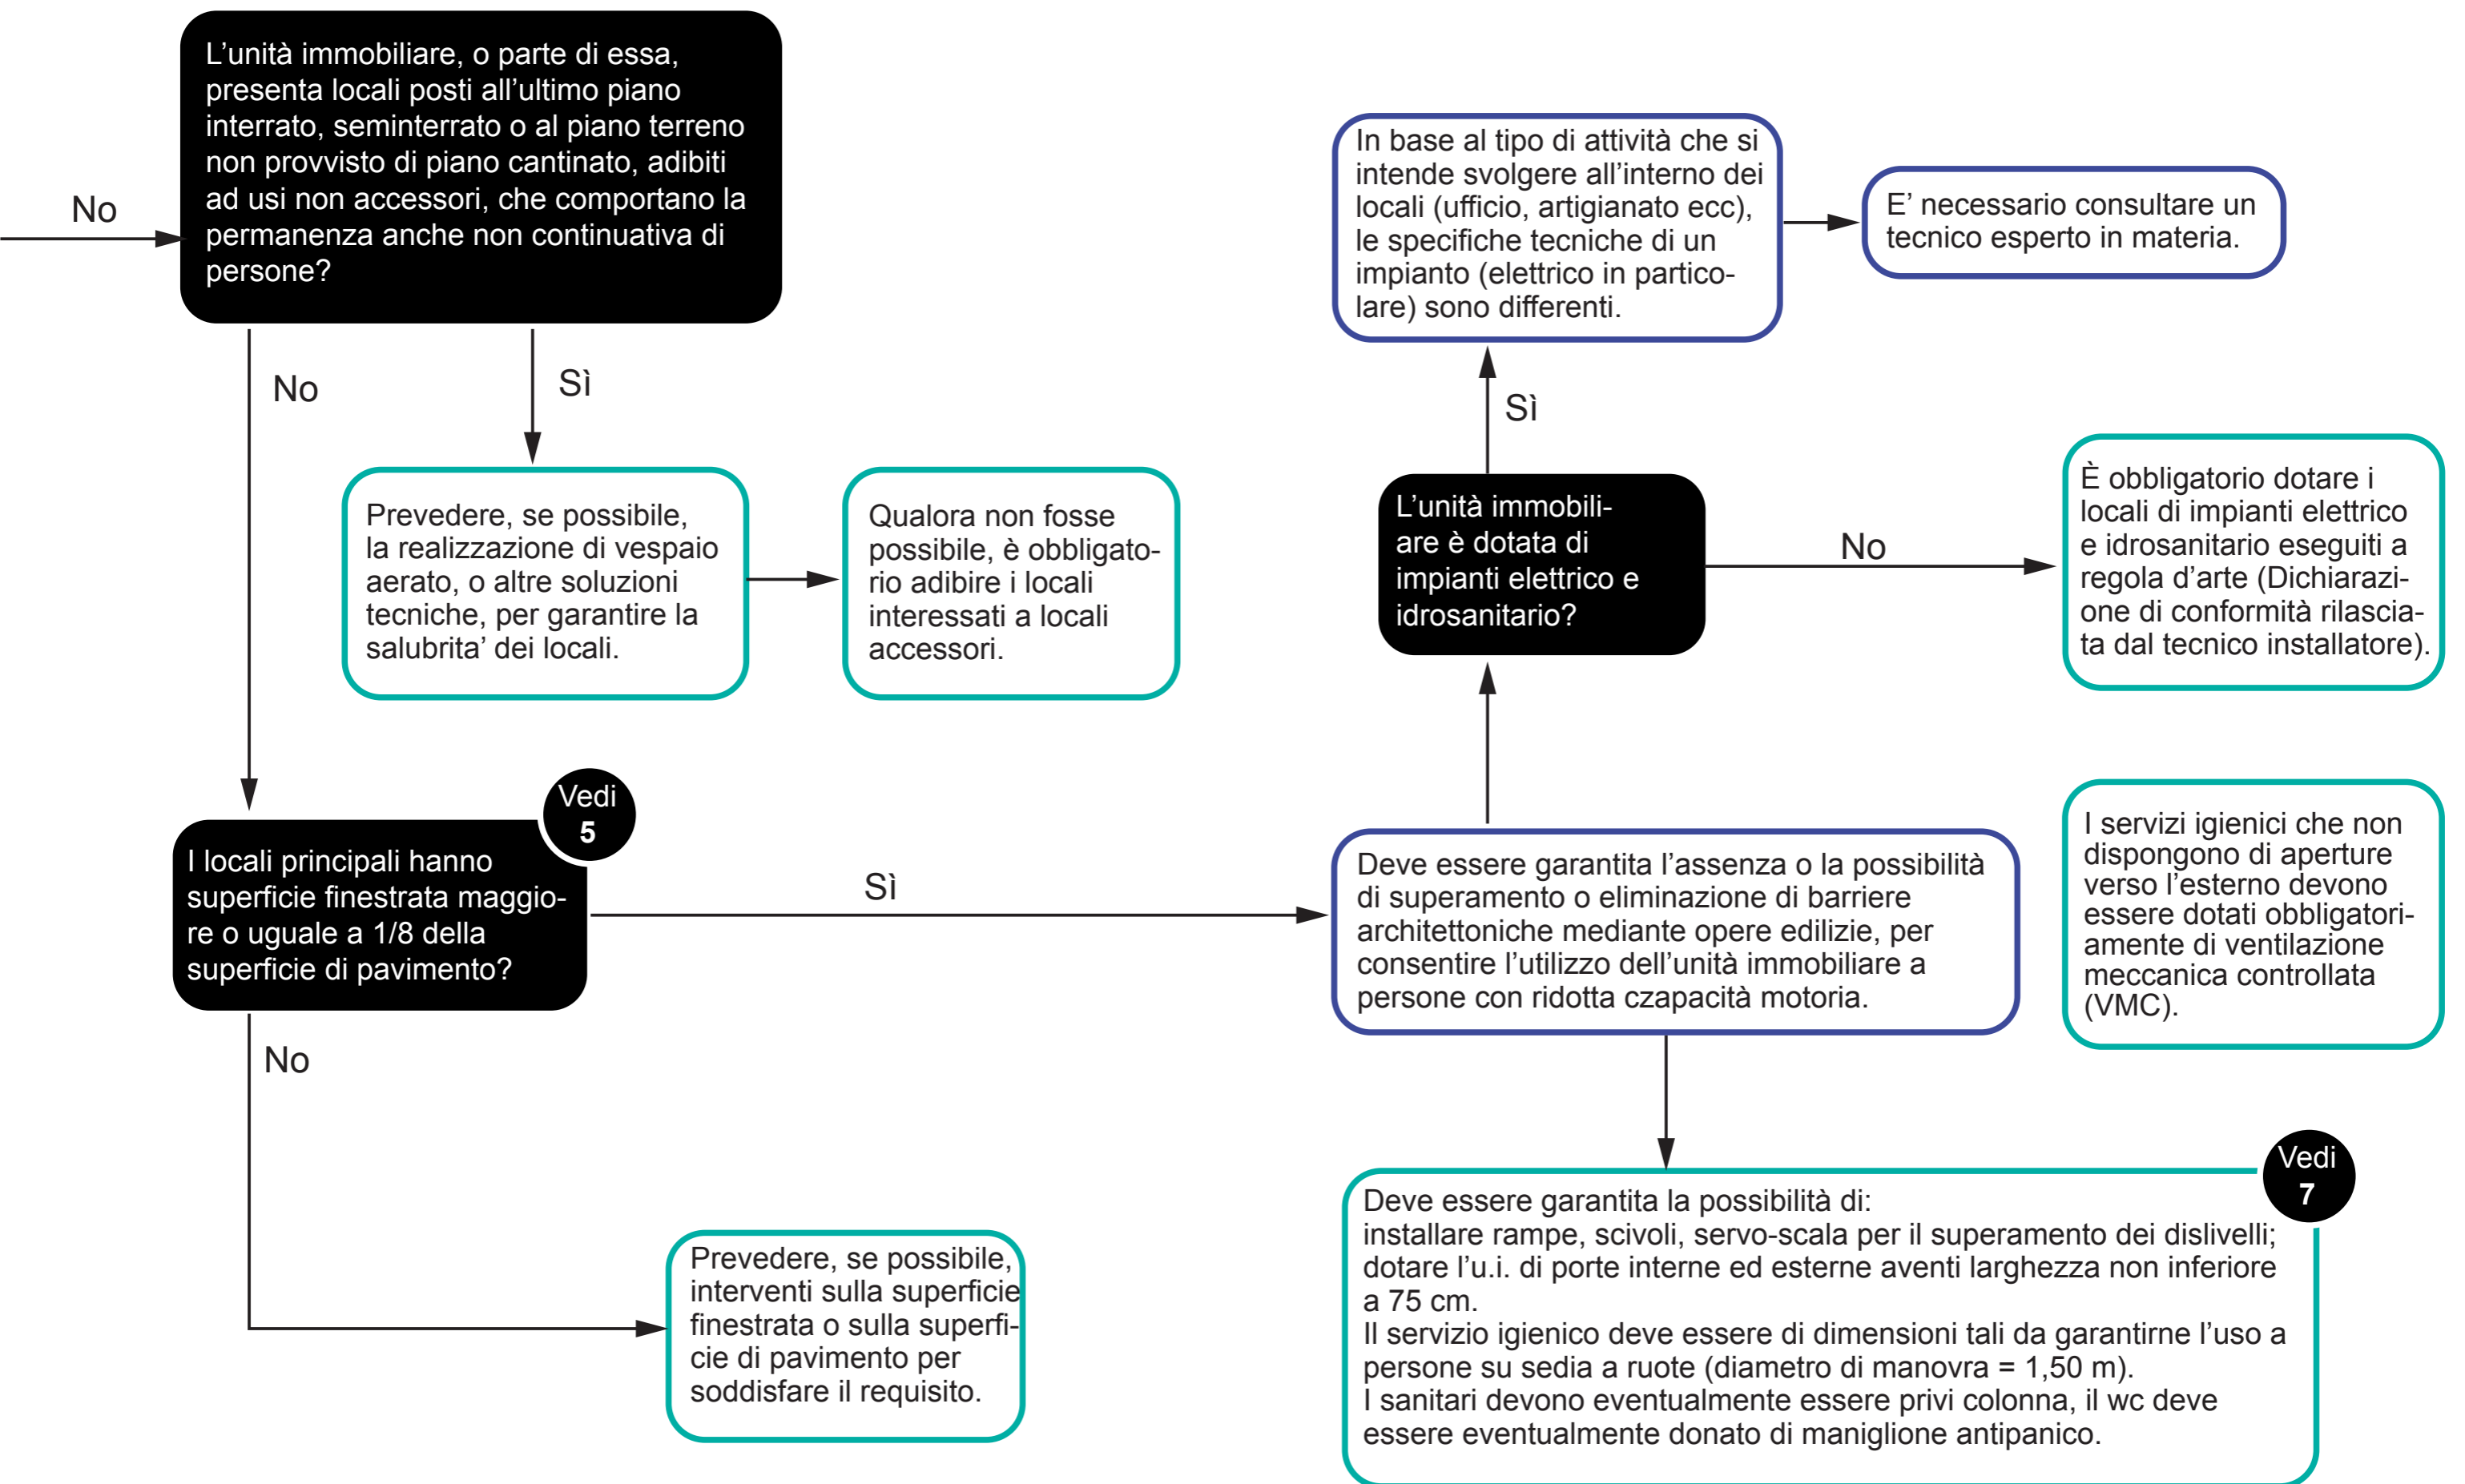 No
L’unità immobiliare, o parte di essa,
presenta locali posti all’ultimo piano
interrato, seminterrato o al piano terreno
non provvisto di piano cantinato, adibiti
ad usi non accessori, che comportano la
permanenza anche non continuativa di
persone?
No
Sì
Prevedere, se possibile,
la realizzazione di vespaio
aerato, o altre soluzioni
tecniche, per garantire la
salubrita’ dei locali.
Qualora non fosse
possibile, è obbligato-
rio adibire i locali
interessati a locali
accessori.
Vedi
5
I locali principali hanno
superficie finestrata maggio-
re o uguale a 1/8 della
superficie di pavimento?
Sì
No
Prevedere, se possibile,
interventi sulla superficie
finestrata o sulla superfi-
cie di pavimento per
soddisfare il requisito.
In base al tipo di attività che si
intende svolgere all’interno dei
locali (ufficio, artigianato ecc),
le specifiche tecniche di un
impianto (elettrico in partico-
lare) sono differenti.
E’ necessario consultare un
tecnico esperto in materia.
Sì
L’unità immobili-
are è dotata di
impianti elettrico e
idrosanitario?
No
È obbligatorio dotare i
locali di impianti elettrico
e idrosanitario eseguiti a
regola d’arte (Dichiarazi-
one di conformità rilascia-
ta dal tecnico installatore).
Deve essere garantita l’assenza o la possibilità
di superamento o eliminazione di barriere
architettoniche mediante opere edilizie, per
consentire l’utilizzo dell’unità immobiliare a
persone con ridotta czapacità motoria.
I servizi igienici che non
dispongono di aperture
verso l’esterno devono
essere dotati obbligatori-
amente di ventilazione
meccanica controllata
(VMC).
Vedi
7
Deve essere garantita la possibilità di:
installare rampe, scivoli, servo-scala per il superamento dei dislivelli;
dotare l’u.i. di porte interne ed esterne aventi larghezza non inferiore
a 75 cm.
Il servizio igienico deve essere di dimensioni tali da garantirne l’uso a
persone su sedia a ruote (diametro di manovra = 1,50 m).
I sanitari devono eventualmente essere privi colonna, il wc deve
essere eventualmente donato di maniglione antipanico.